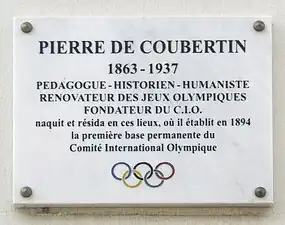 PIERRE DE COUBERTIN
1863-1937
PEDAGOGUE - HISTORIEN - HUMANISTE
RENOVATEUR DES JEUX OLYMPIQUES
FONDATEUR DU C.I.O.
naquit et résida en ces lieux, où il établit en 1894
la première base permanente du
Comité International Olympique